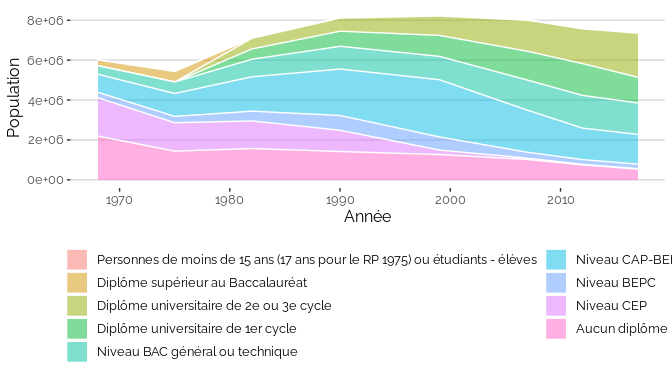 8e+06
6e+06
4e+06
2e+06
0e+00
Population
1970
1980
1990
2000
2010
Année
Personnes de moins de 15 ans (17 ans pour le RP 1975) ou étudiants - élèves
Diplôme supérieur au Baccalauréat
Diplôme universitaire de 2e ou 3e cycle
Diplôme universitaire de 1er cycle
Niveau BAC général ou technique
Niveau CAP-BE
Niveau BEPC
Niveau CEP
Aucun diplôme